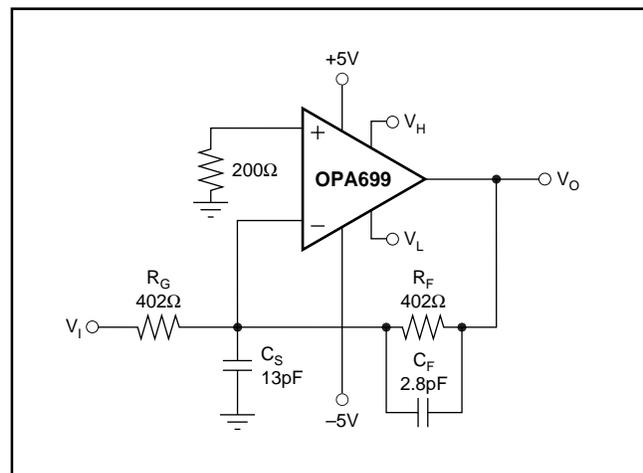 +5V
V_H
+
200Ω
OPA699
V_O
−
V_L
R_G
402Ω
R_F
402Ω
V_I
C_S
13pF
C_F
2.8pF
−5V